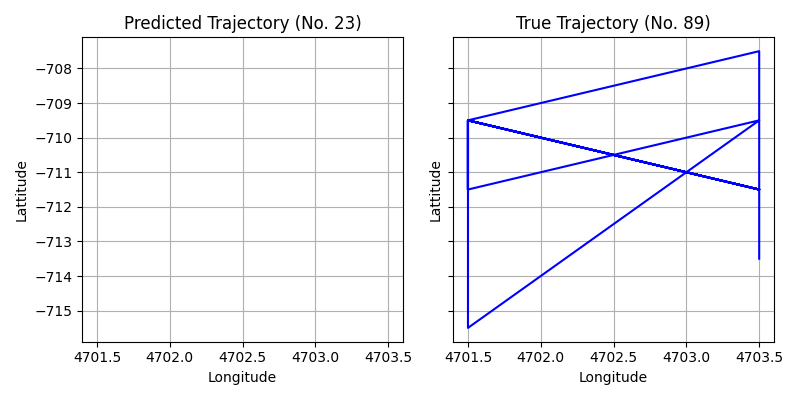 Predicted Trajectory (No. 23)
True Trajectory (No. 89)
Lattitude
−708
−709
−710
−711
−712
−713
−714
−715
4701.5 4702.0 4702.5 4703.0 4703.5
Longitude
Lattitude
4701.5 4702.0 4702.5 4703.0 4703.5
Longitude